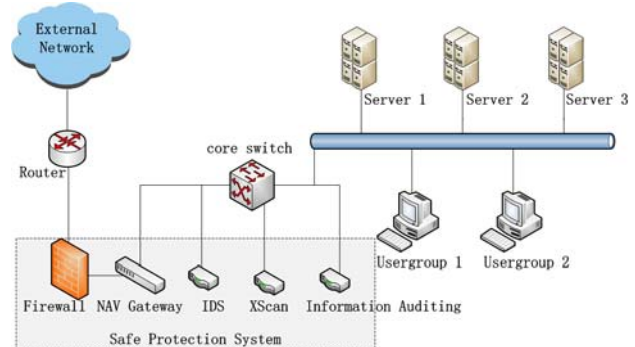 External
Network
Server 1
Server 2
Server 3
core switch
Router
Usergroup 1
Usergroup 2
Firewall
NAV Gateway
IDS
XScan
Information Auditing
Safe Protection System